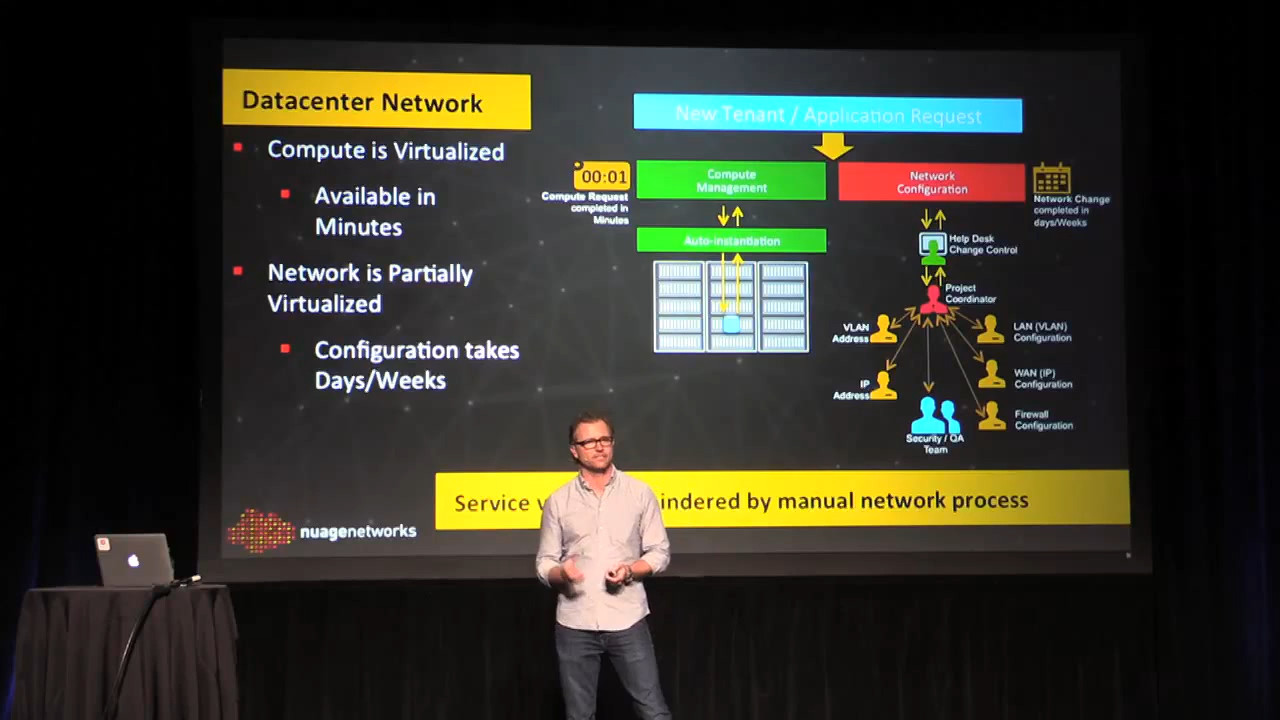 Datacenter Network
Compute is Virtualized
Available in
Minutes
Network is Partially
Virtualized
Configuration takes
Days/Weeks
New Tenant / Application Request
00:01
Compute Request
completed in
Minutes
Compute
Management
Network
Configuration
Network Change
completed in
days/Weeks
Auto-instantiation
Help Desk
Change Control
Project
Coordinator
VLAN
Address
LAN (VLAN)
Configuration
IP
Address
WAN (IP)
Configuration
Firewall
Configuration
Security / QA
Team
Service indered by manual network process
nuagenetworks